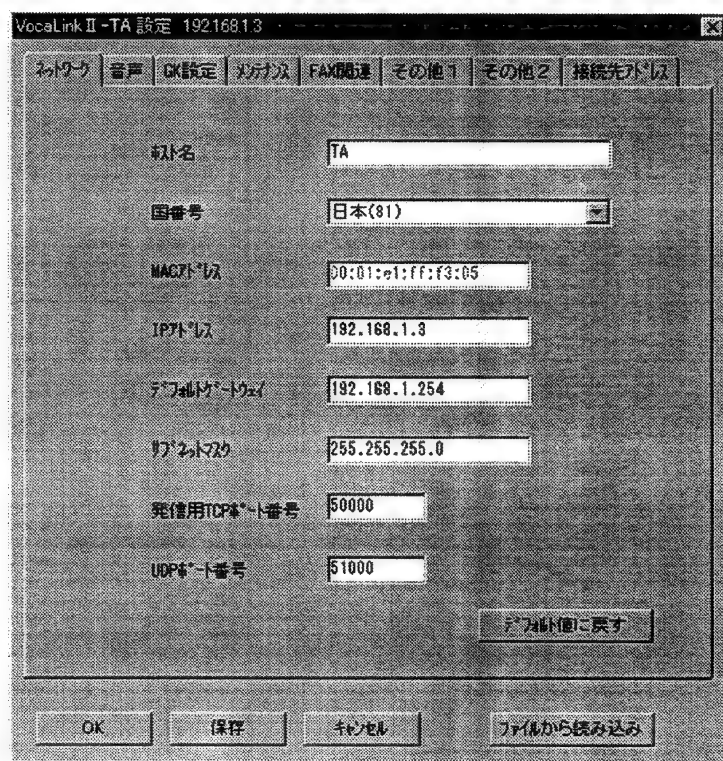 VocaLinkⅡ-TA 設定 192.168.1.3
ﾈｯﾄﾜｰｸ 音声 GK設定 ﾒﾝﾃﾅﾝｽ FAX関連 その他1 その他2 接続先ｱﾄﾞﾚｽ
ﾎｽﾄ名 TA
国番号 日本(81)
MACｱﾄﾞﾚｽ 00:01:e1:ff:f3:05
IPｱﾄﾞﾚｽ 192.168.1.3
ﾃﾞﾌｫﾙﾄｹﾞｰﾄｳｪｲ 192.168.1.254
ｻﾌﾞﾈｯﾄﾏｽｸ 255.255.255.0
発信用TCPﾎﾟｰﾄ番号 50000
UDPﾎﾟｰﾄ番号 51000
ﾃﾞﾌｫﾙﾄ値に戻す
OK 保存 ｷｬﾝｾﾙ ﾌｧｲﾙから読み込み